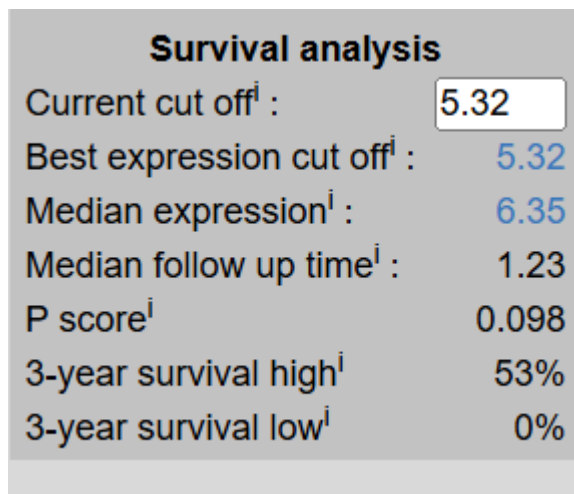 Survival analysis
Current cut offⁱ : 5.32
Best expression cut offⁱ : 5.32
Median expressionⁱ : 6.35
Median follow up timeⁱ : 1.23
P scoreⁱ 0.098
3-year survival highⁱ 53%
3-year survival lowⁱ 0%